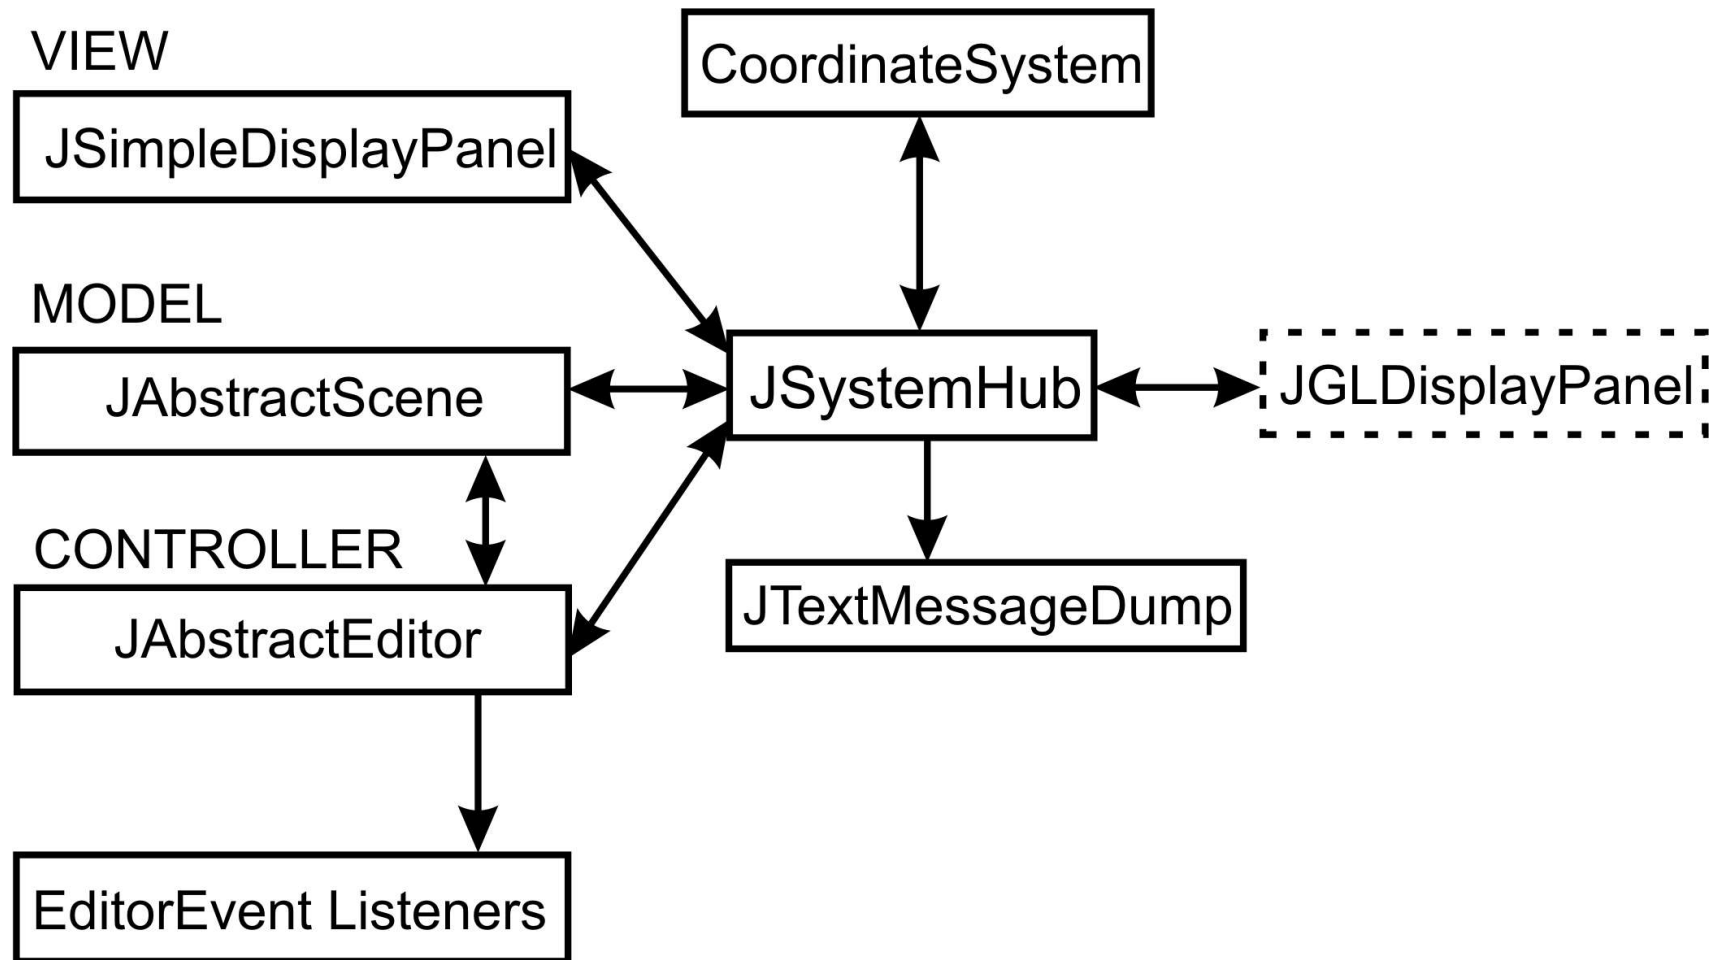 VIEW
CoordinateSystem
JSimpleDisplayPanel
MODEL
JAbstractScene
JSystemHub
JGLDisplayPanel
CONTROLLER
JTextMessageDump
JAbstractEditor
EditorEvent Listeners